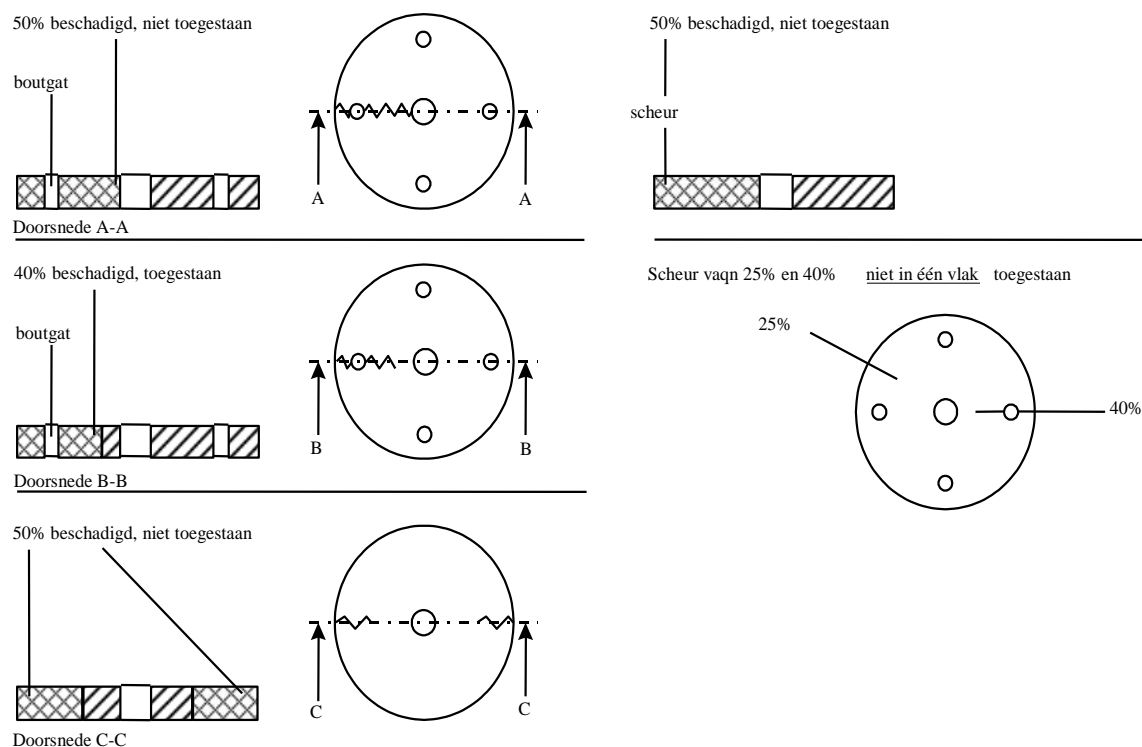 50% beschadigd, niet toegestaan
boutgat
A
A
Doorsnede A-A
40% beschadigd, toegestaan
boutgat
B
B
Doorsnede B-B
50% beschadigd, niet toegestaan
C
C
Doorsnede C-C
50% beschadigd, niet toegestaan
scheur
Scheur vaqn 25% en 40% niet in één vlak toegestaan
25%
40%